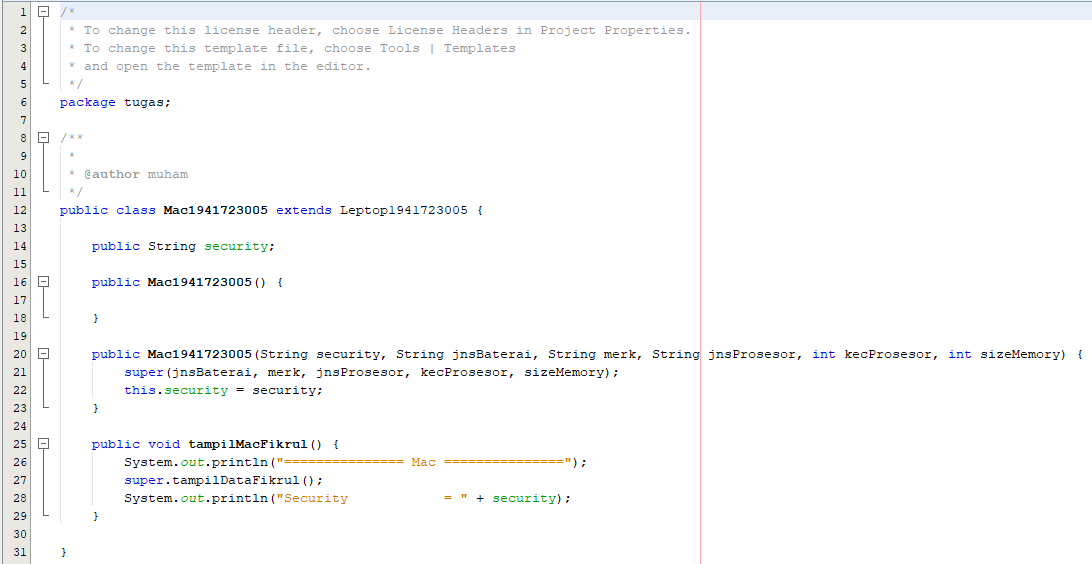 1 /*
2  * To change this license header, choose License Headers in Project Properties.
3  * To change this template file, choose Tools | Templates
4  * and open the template in the editor.
5  */
6 package tugas;
7
8 /**
9  *
10  * @author muham
11  */
12 public class Mac1941723005 extends Leptop1941723005 {
13
14     public String security;
15
16     public Mac1941723005() {
17
18     }
19
20     public Mac1941723005(String security, String jnsBaterai, String merk, String jnsProsesor, int kecProsesor, int sizeMemory) {
21         super(jnsBaterai, merk, jnsProsesor, kecProsesor, sizeMemory);
22         this.security = security;
23     }
24
25     public void tampilMacFikrul() {
26         System.out.println("=============== Mac ===============");
27         super.tampilDataFikrul();
28         System.out.println("Security            = " + security);
29     }
30
31 }